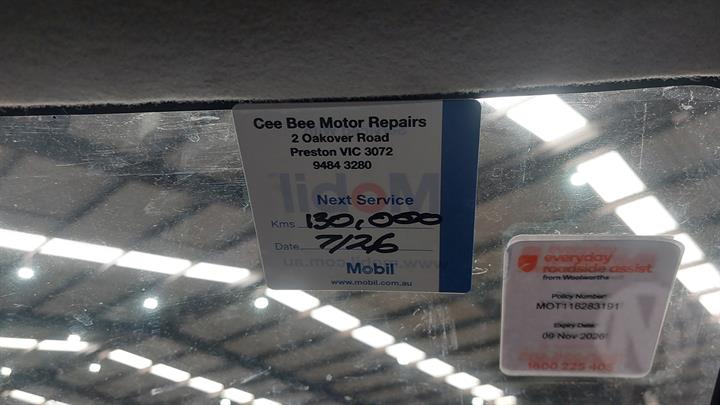 Cee Bee Motor Repairs
2 Oakover Road
Preston VIC 3072
9484 3280
Next Service
Kms 130,000
Date 7/26
Mobil
www.mobil.com.au
everyday
roadside assist
from Woolworths
Policy Number
MOT116283191
Expiry Date
09 Nov 2026
1800 225 405